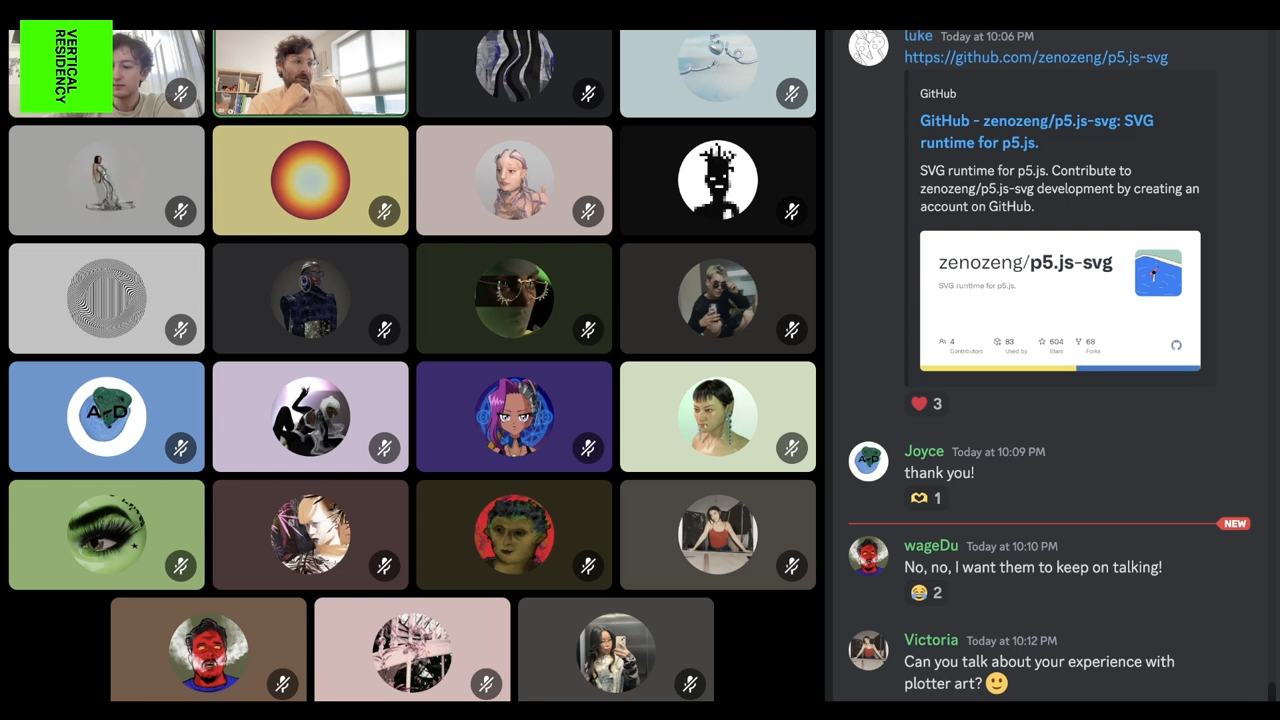 VERTICAL
RESIDENCY
A D
luke Today at 10:06 PM
https://github.com/zenozeng/p5.js-svg
GitHub
GitHub - zenozeng/p5.js-svg: SVG
runtime for p5.js.
SVG runtime for p5.js. Contribute to
zenozeng/p5.js-svg development by creating an
account on GitHub.
zenozeng/p5.js-svg
SVG runtime for p5.js.
4 83 604 68
Contributors Used by Stars Forks
3
Joyce Today at 10:09 PM
thank you!
1
NEW
wageDu Today at 10:10 PM
No, no, I want them to keep on talking!
2
Victoria Today at 10:12 PM
Can you talk about your experience with
plotter art? 🙂